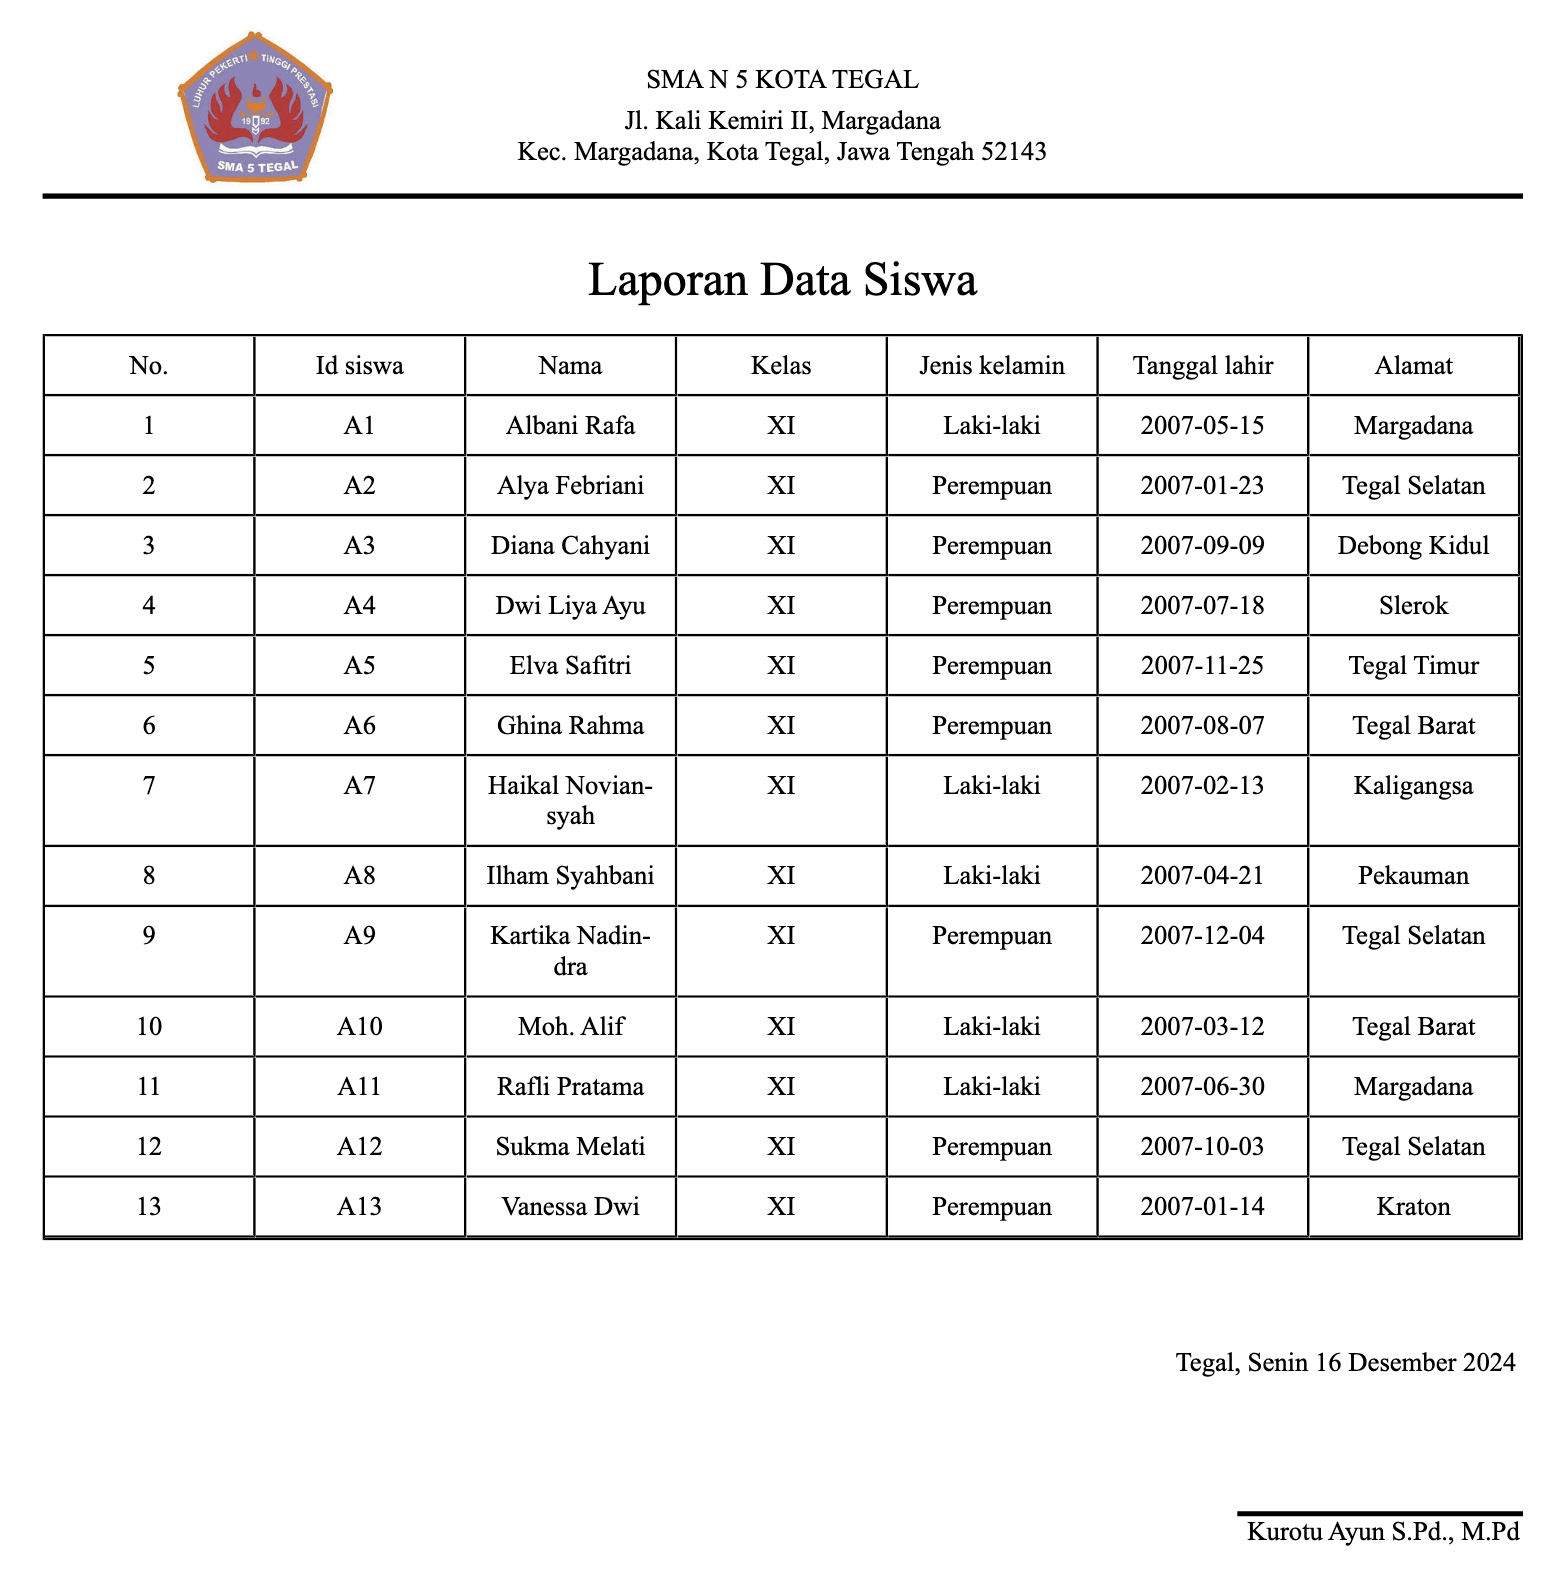 LUHUR PEKERTI TINGGI PRESTASI
19 92
SMA 5 TEGAL
SMA N 5 KOTA TEGAL
Jl. Kali Kemiri II, Margadana
Kec. Margadana, Kota Tegal, Jawa Tengah 52143
Laporan Data Siswa
No. Id siswa Nama Kelas Jenis kelamin Tanggal lahir Alamat
1 A1 Albani Rafa XI Laki-laki 2007-05-15 Margadana
2 A2 Alya Febriani XI Perempuan 2007-01-23 Tegal Selatan
3 A3 Diana Cahyani XI Perempuan 2007-09-09 Debong Kidul
4 A4 Dwi Liya Ayu XI Perempuan 2007-07-18 Slerok
5 A5 Elva Safitri XI Perempuan 2007-11-25 Tegal Timur
6 A6 Ghina Rahma XI Perempuan 2007-08-07 Tegal Barat
7 A7 Haikal Novian- XI Laki-laki 2007-02-13 Kaligangsa
syah
8 A8 Ilham Syahbani XI Laki-laki 2007-04-21 Pekauman
9 A9 Kartika Nadin- XI Perempuan 2007-12-04 Tegal Selatan
dra
10 A10 Moh. Alif XI Laki-laki 2007-03-12 Tegal Barat
11 A11 Rafli Pratama XI Laki-laki 2007-06-30 Margadana
12 A12 Sukma Melati XI Perempuan 2007-10-03 Tegal Selatan
13 A13 Vanessa Dwi XI Perempuan 2007-01-14 Kraton
Tegal, Senin 16 Desember 2024
Kurotu Ayun S.Pd., M.Pd